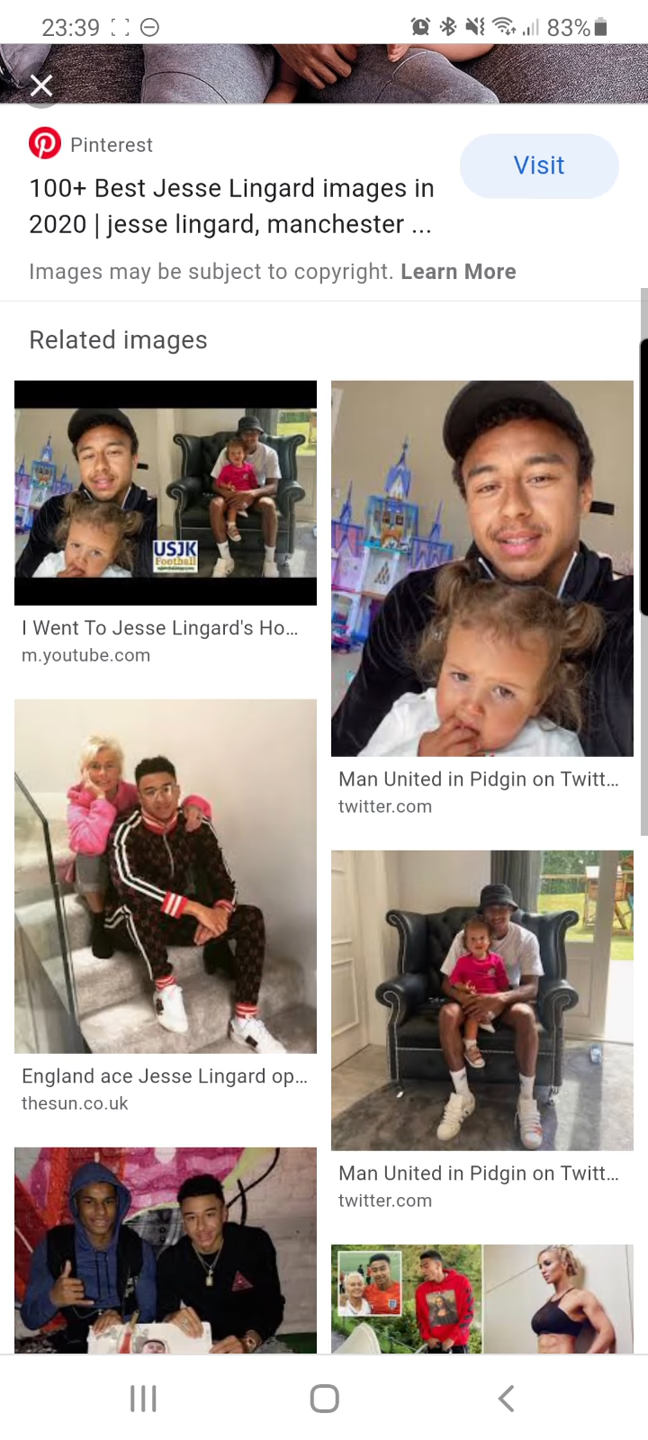 23:39
83%
Pinterest
Visit
100+ Best Jesse Lingard images in
2020 | jesse lingard, manchester ...
Images may be subject to copyright. Learn More
Related images
USJK
Football
I Went To Jesse Lingard's Ho...
m.youtube.com
Man United in Pidgin on Twitt...
twitter.com
England ace Jesse Lingard op...
thesun.co.uk
Man United in Pidgin on Twitt...
twitter.com